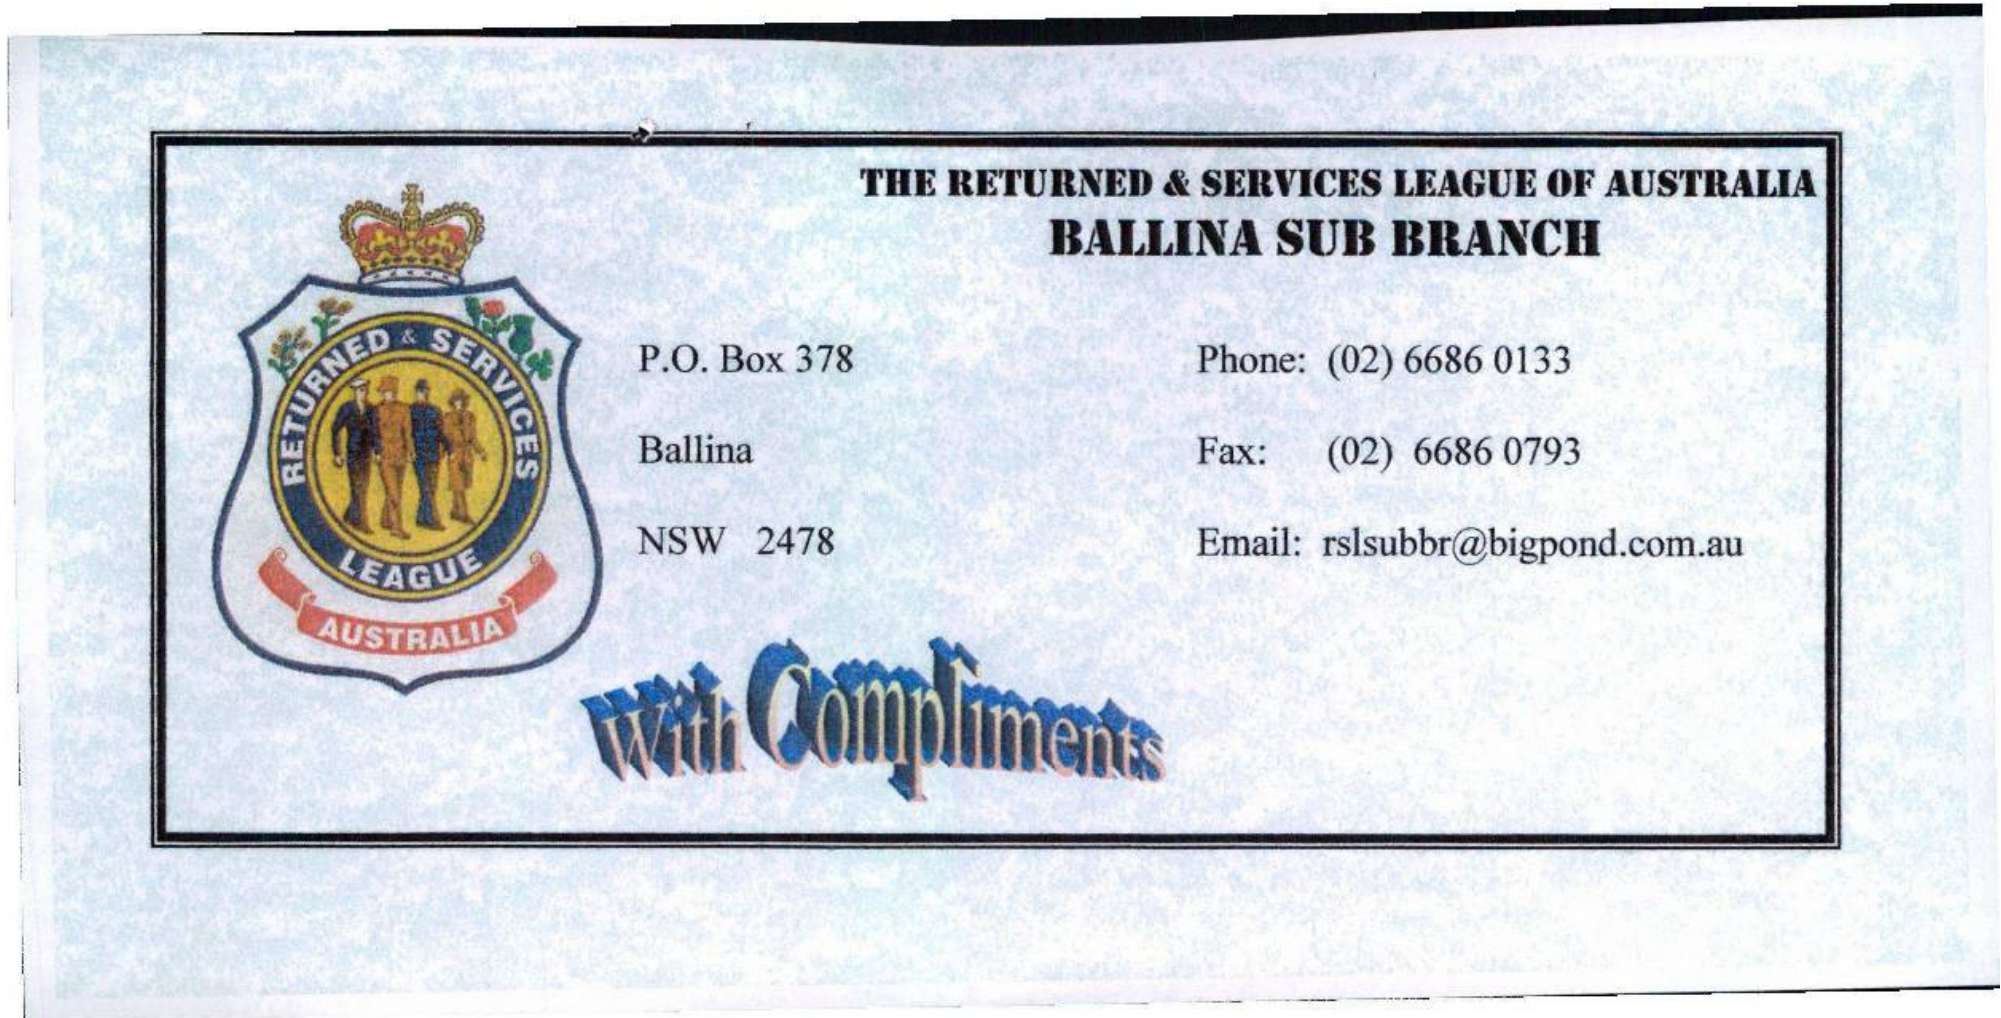 THE RETURNED & SERVICES LEAGUE OF AUSTRALIA
BALLINA SUB BRANCH
RETURNED & SERVICES
LEAGUE
AUSTRALIA
P.O. Box 378
Phone: (02) 6686 0133
Ballina
Fax: (02) 6686 0793
NSW 2478
Email: rslsubbr@bigpond.com.au
With Compliments